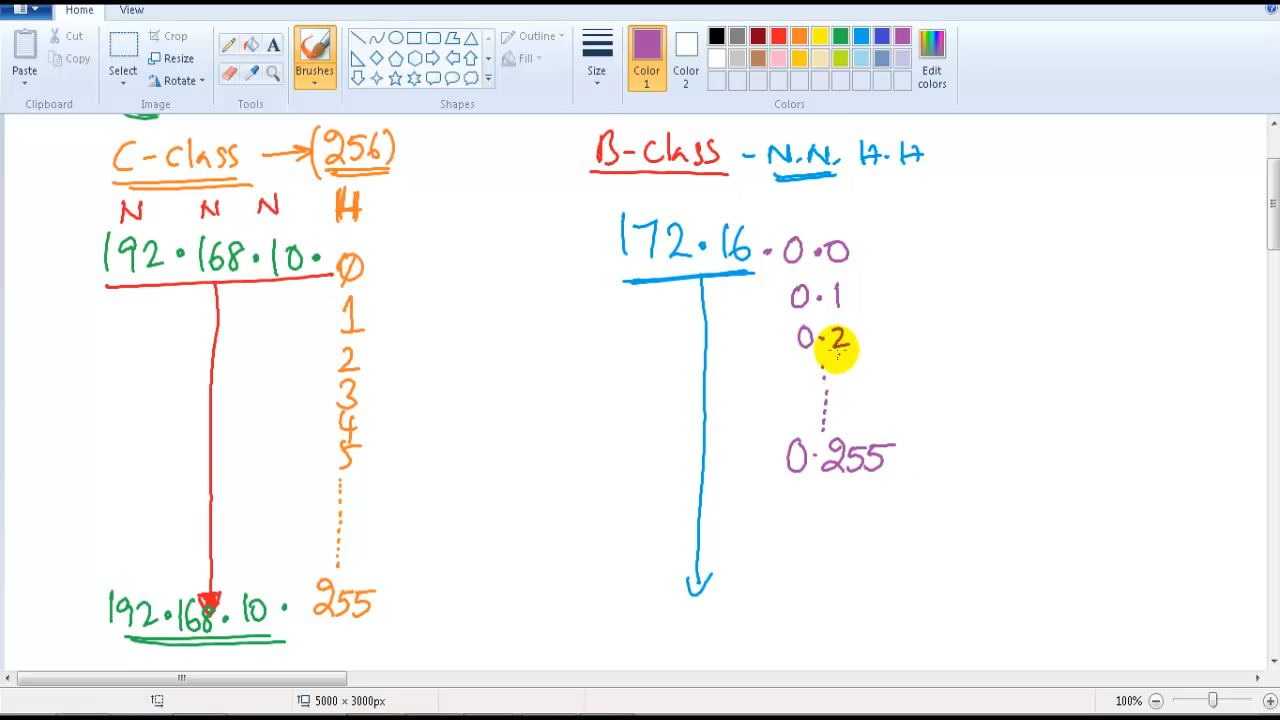 Home View
Cut
Copy
Paste
Clipboard
Select
Crop
Resize
Rotate
Image
Tools
Brushes
Shapes
Outline
Fill
Size
Color 1
Color 2
Edit colors
Colors
C-class → (256)
N N N H
192.168.10. 0
1
2
3
4
5
192.168.10. 255
B-class - N.N. H.H
172.16.0.0
0.1
0.2
0.255
5000 × 3000px
100%